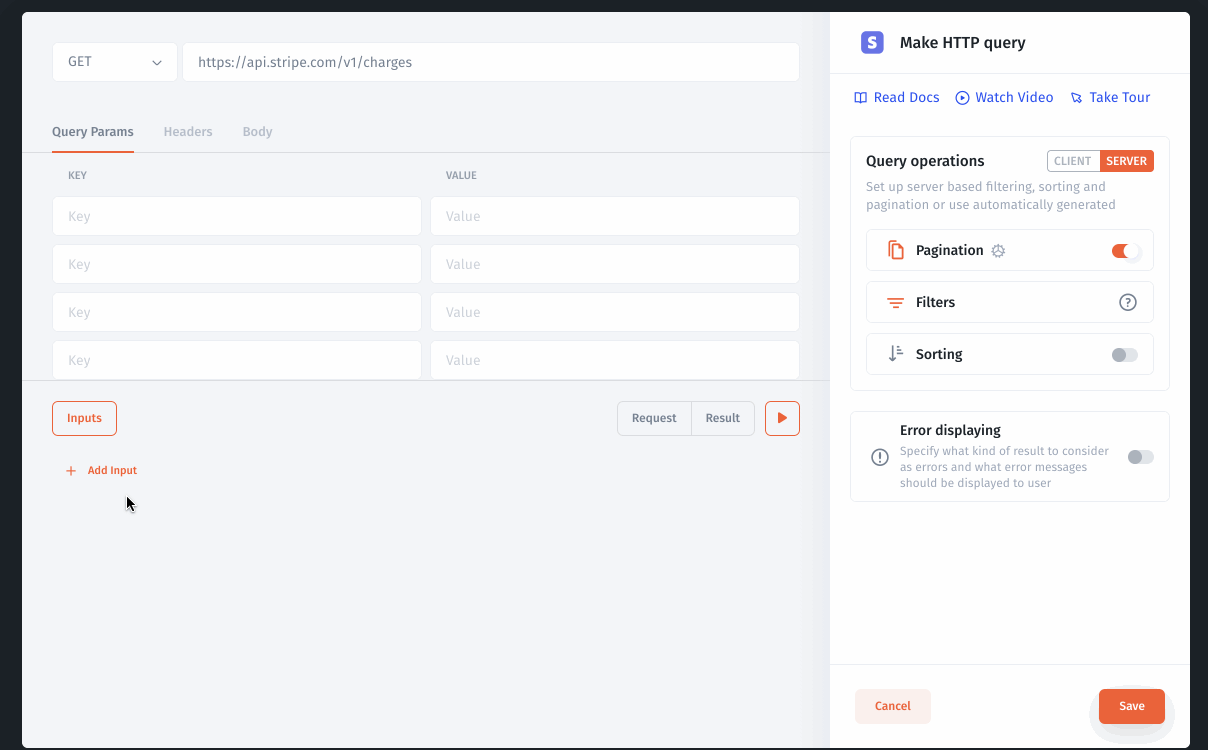 GET
https://api.stripe.com/v1/charges
Query Params
Headers
Body
KEY
VALUE
Key
Value
Key
Value
Key
Value
Key
Value
Inputs
Request
Result
Add Input
S
Make HTTP query
Read Docs
Watch Video
Take Tour
Query operations
CLIENT
SERVER
Set up server based filtering, sorting and
pagination or use automatically generated
Pagination
Filters
?
Sorting
Error displaying
Specify what kind of result to consider
as errors and what error messages
should be displayed to user
Cancel
Save